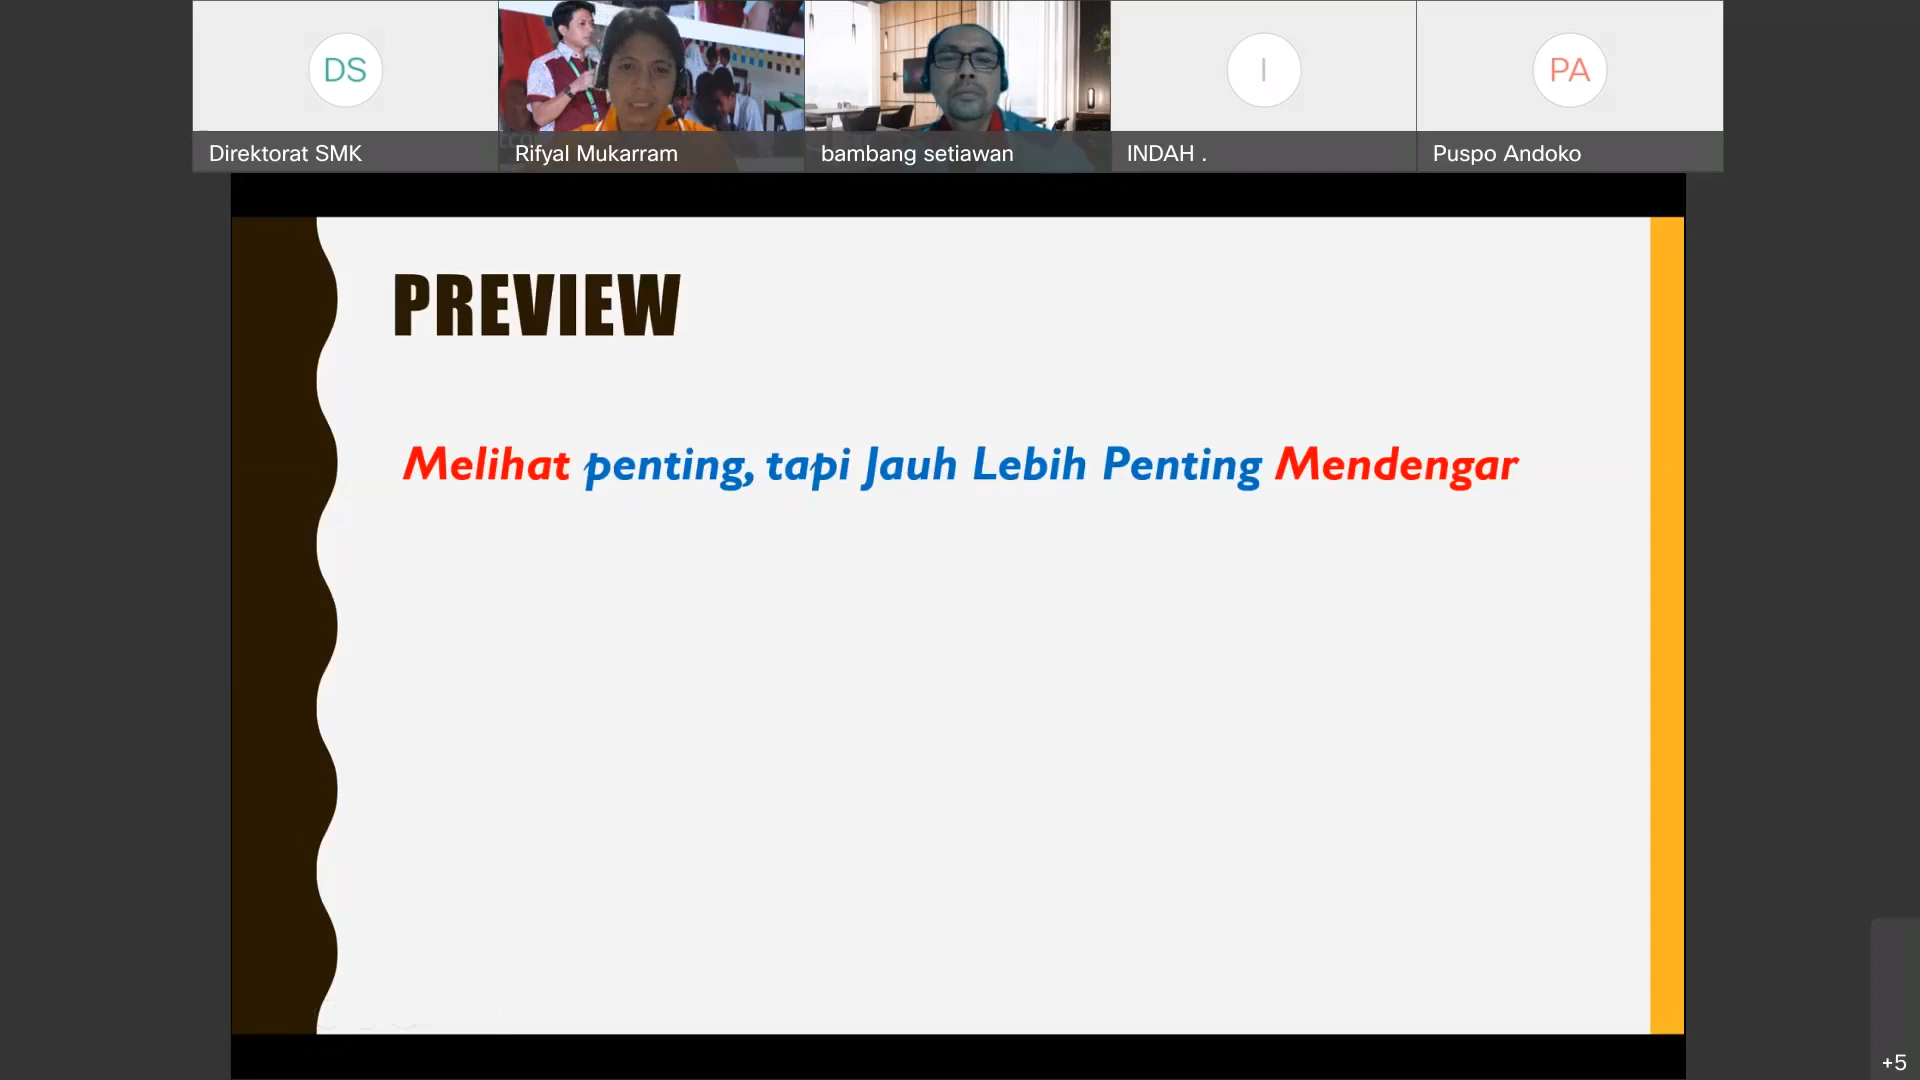 DS
Direktorat SMK
Rifyal Mukarram
bambang setiawan
I
INDAH .
PA
Puspo Andoko
PREVIEW
Melihat penting, tapi Jauh Lebih Penting Mendengar
+5